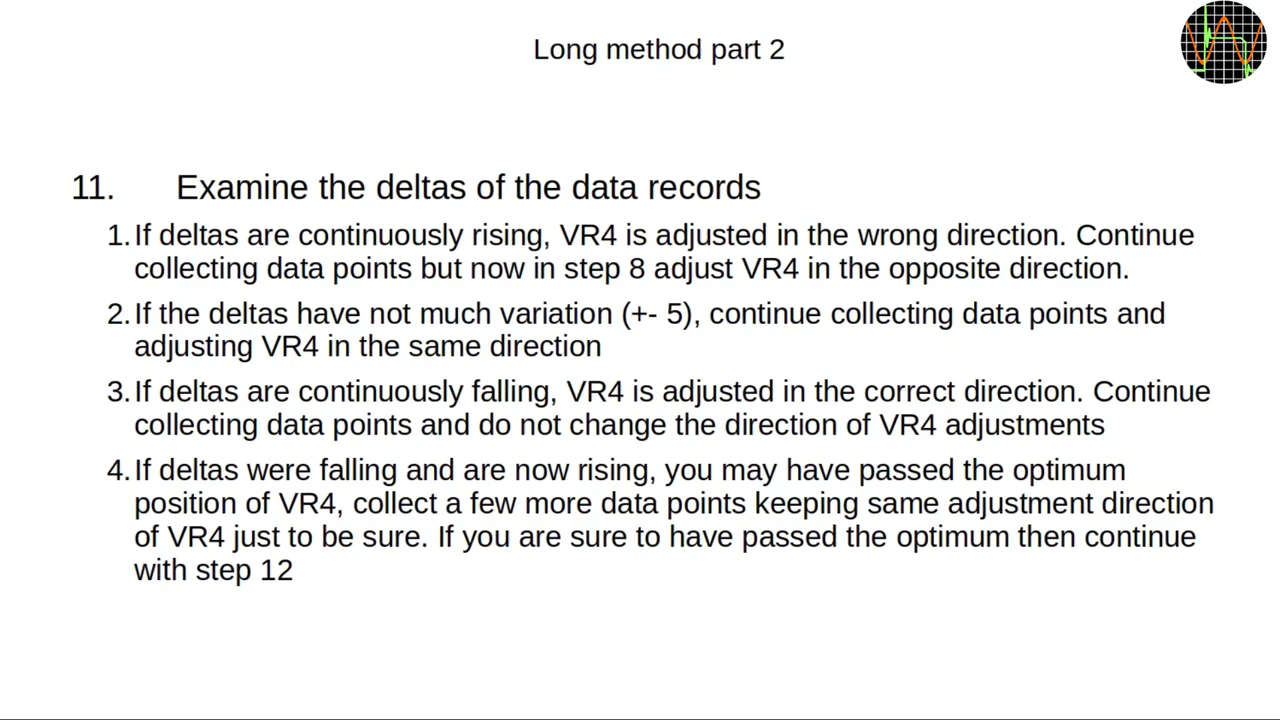 Long method part 2
11. Examine the deltas of the data records
1. If deltas are continuously rising, VR4 is adjusted in the wrong direction. Continue
collecting data points but now in step 8 adjust VR4 in the opposite direction.
2. If the deltas have not much variation (+- 5), continue collecting data points and
adjusting VR4 in the same direction
3. If deltas are continuously falling, VR4 is adjusted in the correct direction. Continue
collecting data points and do not change the direction of VR4 adjustments
4. If deltas were falling and are now rising, you may have passed the optimum
position of VR4, collect a few more data points keeping same adjustment direction
of VR4 just to be sure. If you are sure to have passed the optimum then continue
with step 12